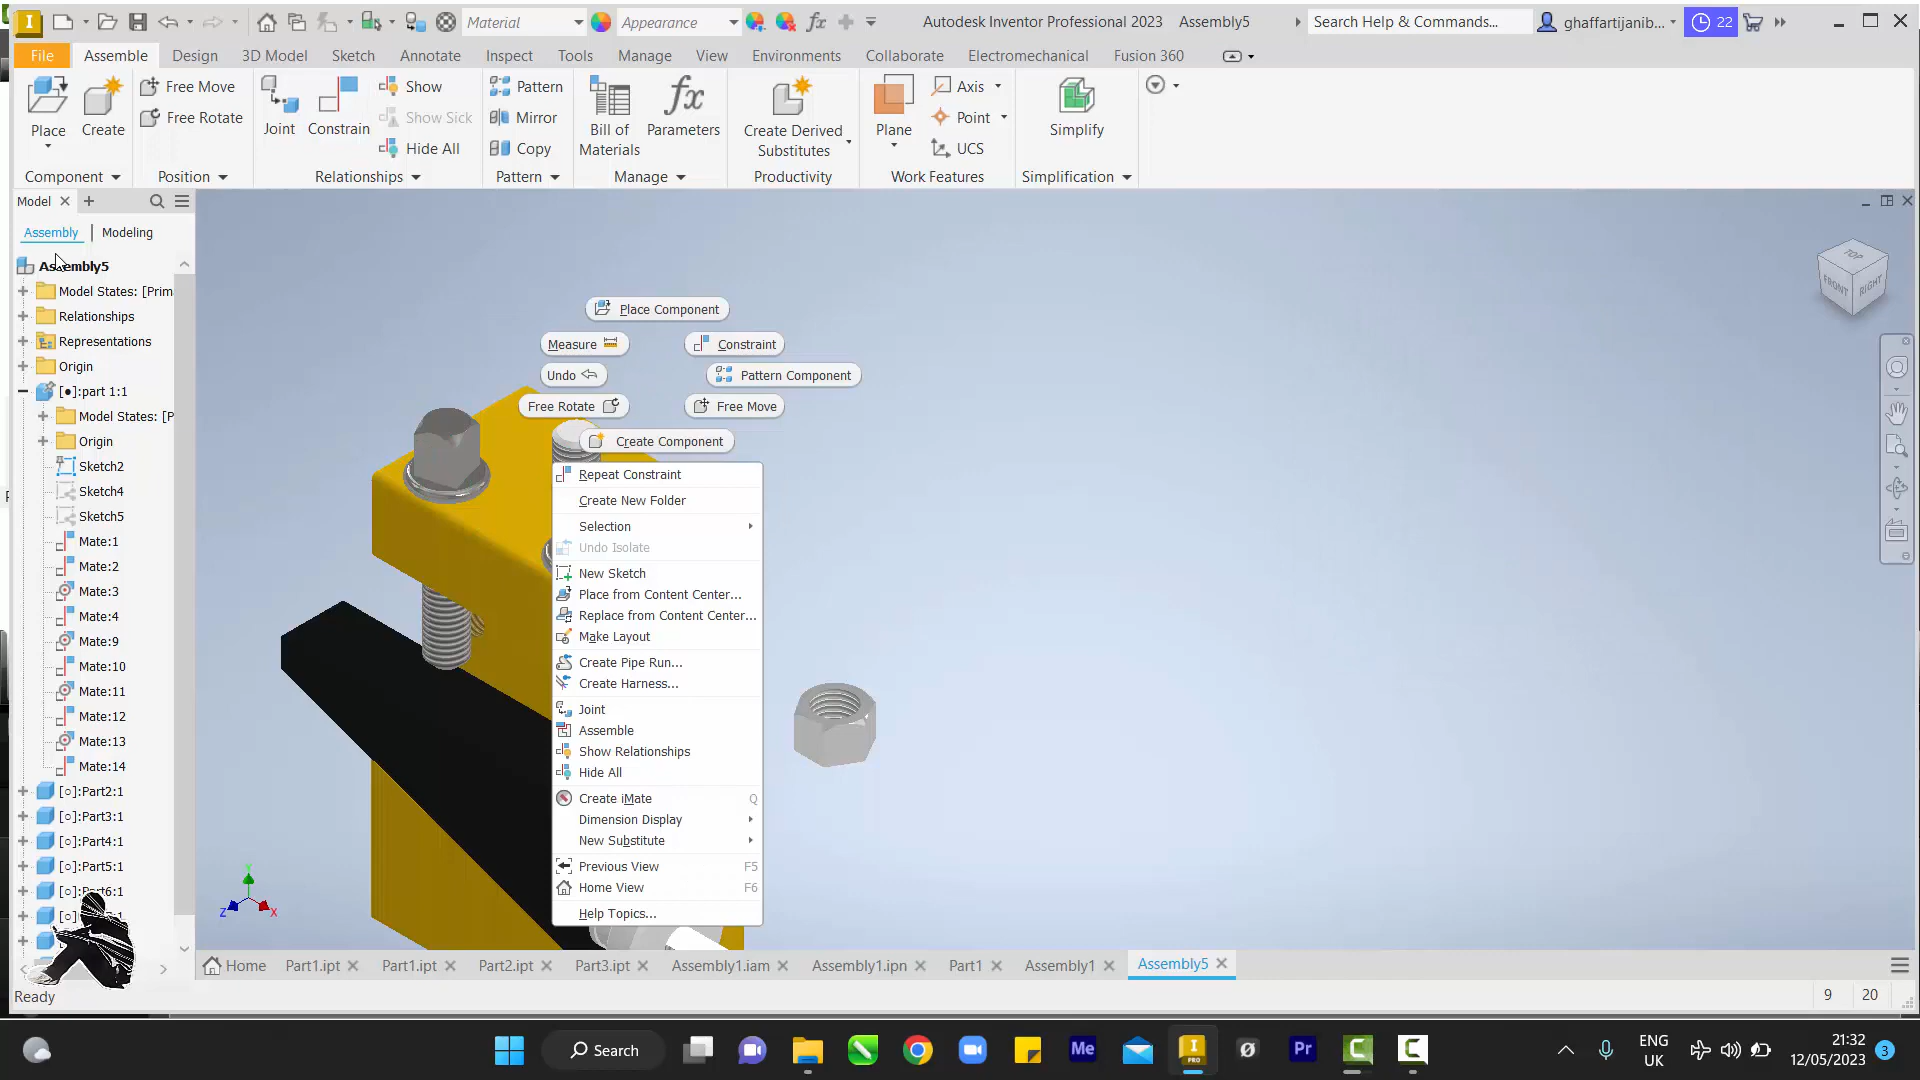 Material
Appearance
Autodesk Inventor Professional 2023 Assembly5
Search Help & Commands...
ghaffartijanib...
22
File Assemble Design 3D Model Sketch Annotate Inspect Tools Manage View Environments Collaborate Electromechanical Fusion 360
Place
Create
Free Move
Free Rotate
Joint
Constrain
Show
Show Sick
Hide All
Pattern
Mirror
Copy
Bill of
Materials
Parameters
Create Derived
Substitutes
Plane
Axis
Point
UCS
Simplify
Component Position Relationships Pattern Manage Productivity Work Features Simplification
Model
Assembly Modeling
Assembly5
Model States: [Prim
Relationships
Representations
Origin
[●]:part 1:1
Model States: [P
Origin
Sketch2
Sketch4
Sketch5
Mate:1
Mate:2
Mate:3
Mate:4
Mate:9
Mate:10
Mate:11
Mate:12
Mate:13
Mate:14
[○]:Part2:1
[○]:Part3:1
[○]:Part4:1
[○]:Part5:1
Place Component
Measure
Constraint
Undo
Pattern Component
Free Rotate
Free Move
Create Component
Repeat Constraint
Create New Folder
Selection
Undo Isolate
New Sketch
Place from Content Center...
Replace from Content Center...
Make Layout
Create Pipe Run...
Create Harness...
Joint
Assemble
Show Relationships
Hide All
Create iMate Q
Dimension Display
New Substitute
Previous View F5
Home View F6
Help Topics...
TOP
FRONT
RIGHT
Y
Z
X
Home Part1.ipt Part1.ipt Part2.ipt Part3.ipt Assembly1.iam Assembly1.ipn Part1 Assembly1 Assembly5
Ready
9 20
Search
Me
PRO
Pr
ENG
UK
21:32
12/05/2023
3